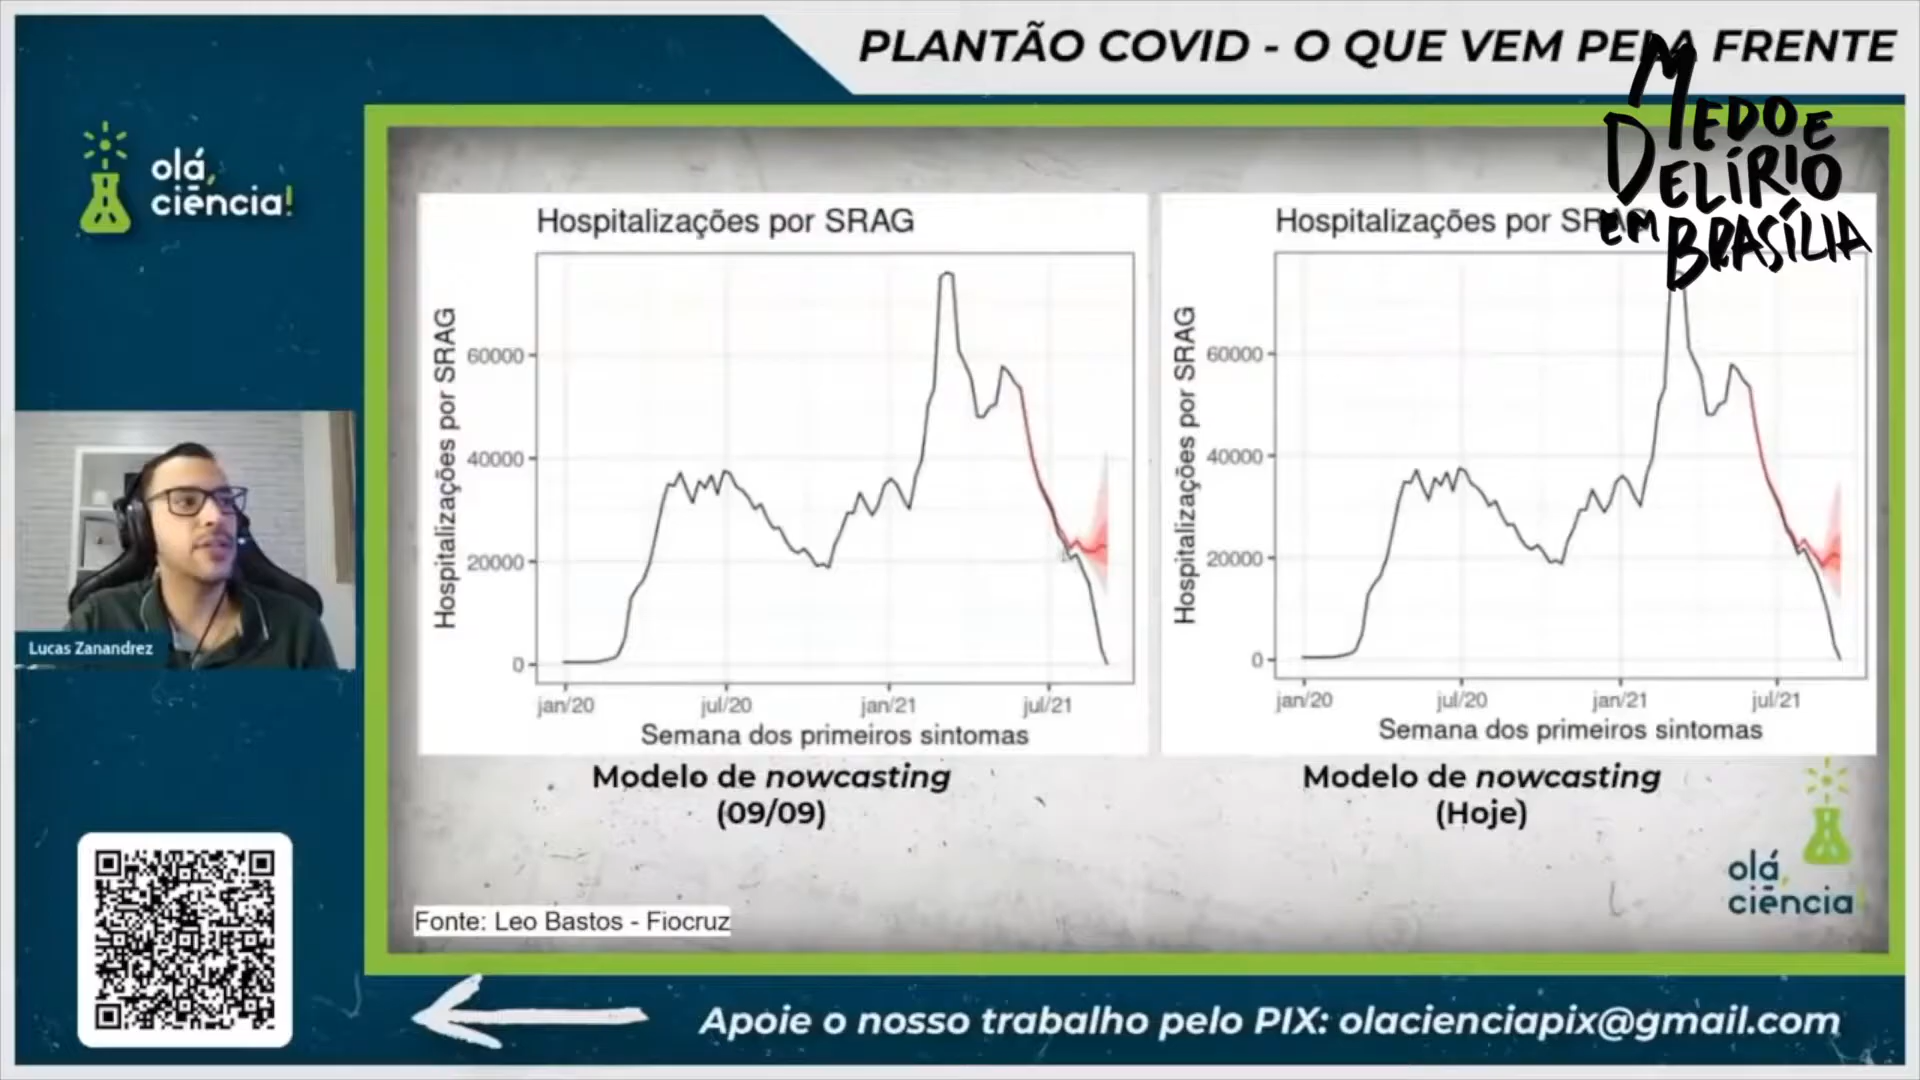 PLANTÃO COVID - O QUE VEM PELA FRENTE
MEDO E
DELÍRIO
EM BRASÍLIA
olá,
ciência!
Hospitalizações por SRAG
Hospitalizações por SRAG
60000
40000
20000
0
jan/20 jul/20 jan/21 jul/21
Semana dos primeiros sintomas
Modelo de nowcasting
(09/09)
Hospitalizações por SRAG
Hospitalizações por SRAG
60000
40000
20000
0
jan/20 jul/20 jan/21 jul/21
Semana dos primeiros sintomas
Modelo de nowcasting
(Hoje)
Lucas Zanandrez
olá,
ciência!
Fonte: Leo Bastos - Fiocruz
Apoie o nosso trabalho pelo PIX: olacienciapix@gmail.com